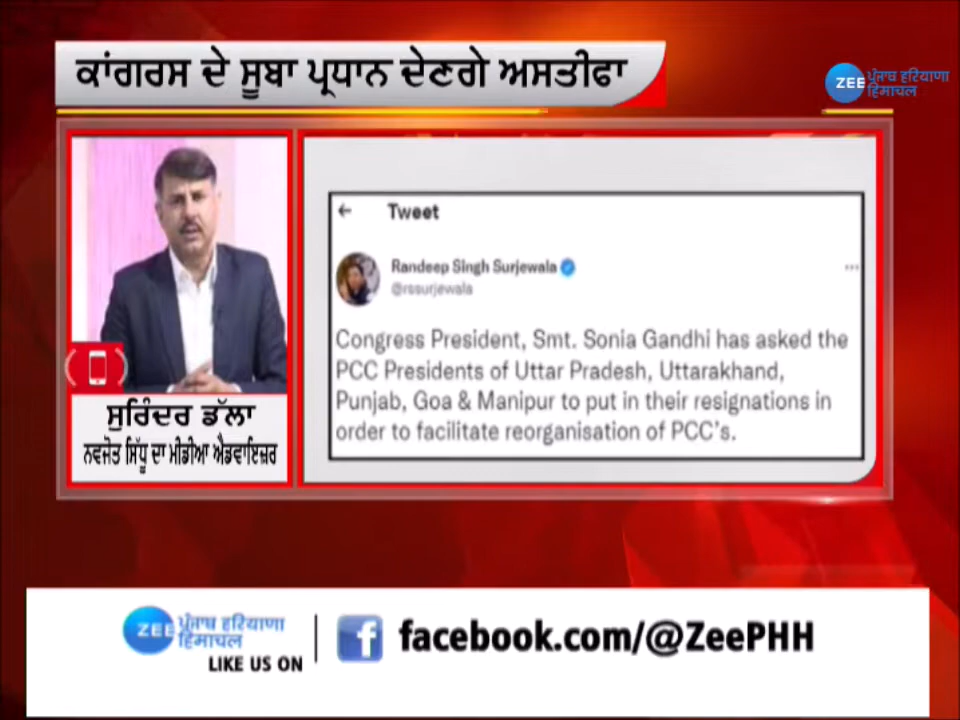 ਕਾਂਗਰਸ ਦੇ ਸੂਬਾ ਪ੍ਰਧਾਨ ਦੇਣਗੇ ਅਸਤੀਫਾ
ZEE ਪੰਜਾਬ ਹਰਿਆਣਾ
ਹਿਮਾਚਲ
ਸੁਰਿੰਦਰ ਡੱਲਾ
ਨਵਜੋਤ ਸਿੱਧੂ ਦਾ ਮੀਡੀਆ ਐਡਵਾਇਜ਼ਰ
Tweet
Randeep Singh Surjewala
@rssurjewala
Congress President, Smt. Sonia Gandhi has asked the
PCC Presidents of Uttar Pradesh, Uttarakhand,
Punjab, Goa & Manipur to put in their resignations in
order to facilitate reorganisation of PCC's.
ZEE ਪੰਜਾਬ ਹਰਿਆਣਾ
ਹਿਮਾਚਲ
LIKE US ON
f facebook.com/@ZeePHH